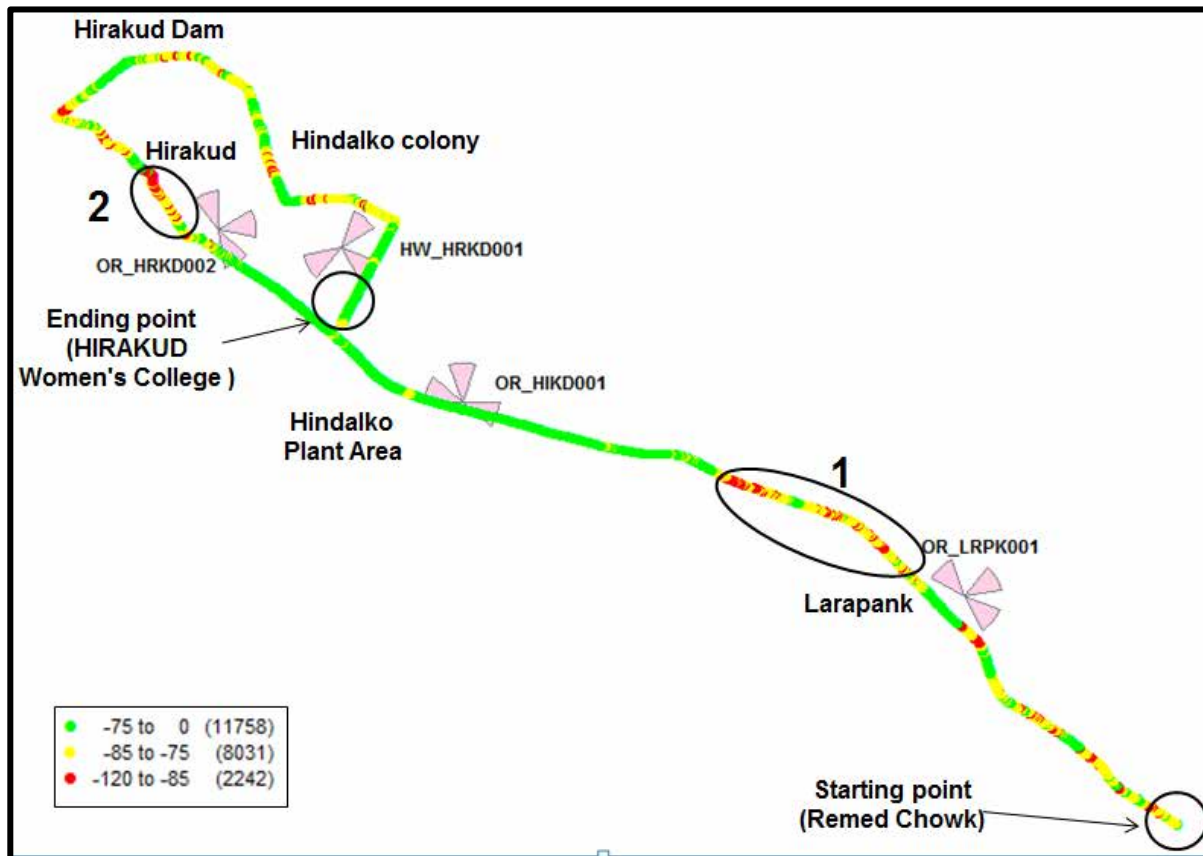 Hirakud Dam
Hindalko colony
Hirakud
2
HW_HRKD001
OR_HRKD002
Ending point
(HIRAKUD
Women's College )
OR_HIKD001
Hindalko
Plant Area
1
OR_LRPK001
Larapank
-75 to 0 (11758)
-85 to -75 (8031)
-120 to -85 (2242)
Starting point
(Remed Chowk)